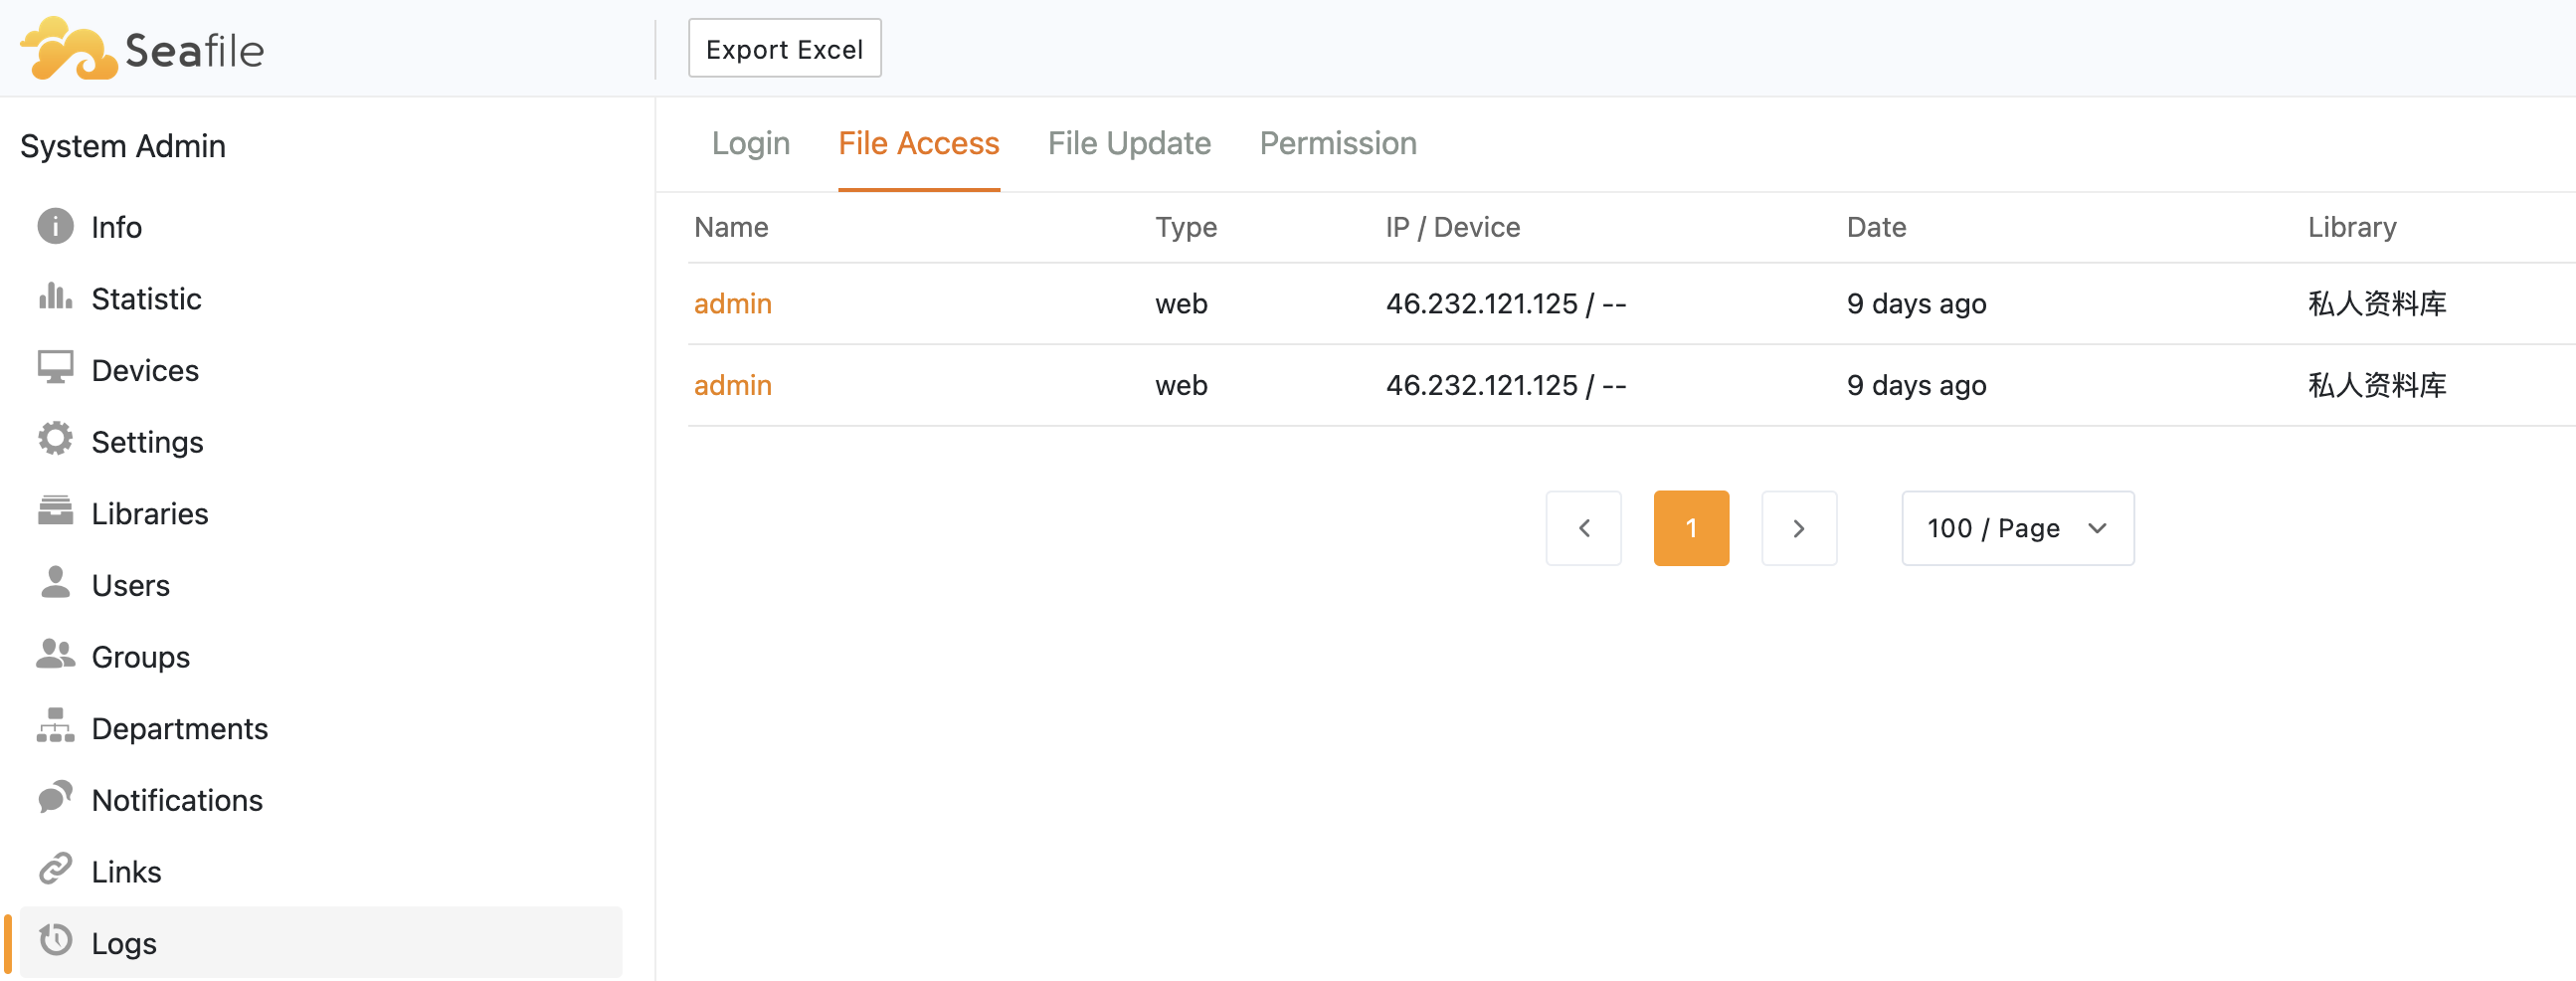 Seafile
Export Excel
System Admin
Info
Statistic
Devices
Settings
Libraries
Users
Groups
Departments
Notifications
Links
Logs
Login File Access File Update Permission
Name Type IP / Device Date Library
admin web 46.232.121.125 / -- 9 days ago 私人资料库
admin web 46.232.121.125 / -- 9 days ago 私人资料库
1 100 / Page